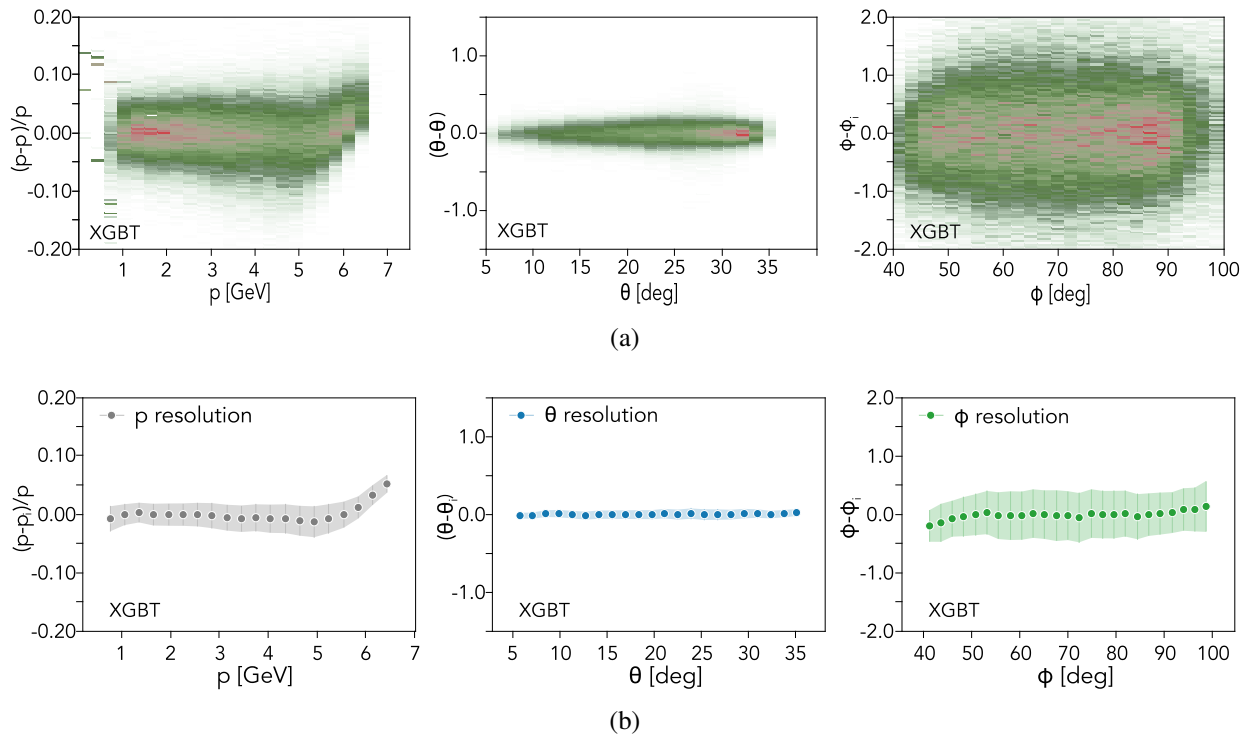 0.20
0.10
0.00
-0.10
-0.20
(p-p)/p
XGBT
1 2 3 4 5 6 7
p [GeV]
1.0
0.0
-1.0
(θ-θ)
XGBT
5 10 15 20 25 30 35
θ [deg]
2.0
1.0
0.0
-1.0
-2.0
ϕ-ϕi
XGBT
40 50 60 70 80 90 100
ϕ [deg]
(a)
0.20
0.10
0.00
-0.10
-0.20
(p-pi)/p
p resolution
XGBT
1 2 3 4 5 6 7
p [GeV]
1.0
0.0
-1.0
(θ-θi)
θ resolution
XGBT
5 10 15 20 25 30 35
θ [deg]
2.0
1.0
0.0
-1.0
-2.0
ϕ-ϕi
ϕ resolution
XGBT
40 50 60 70 80 90 100
ϕ [deg]
(b)